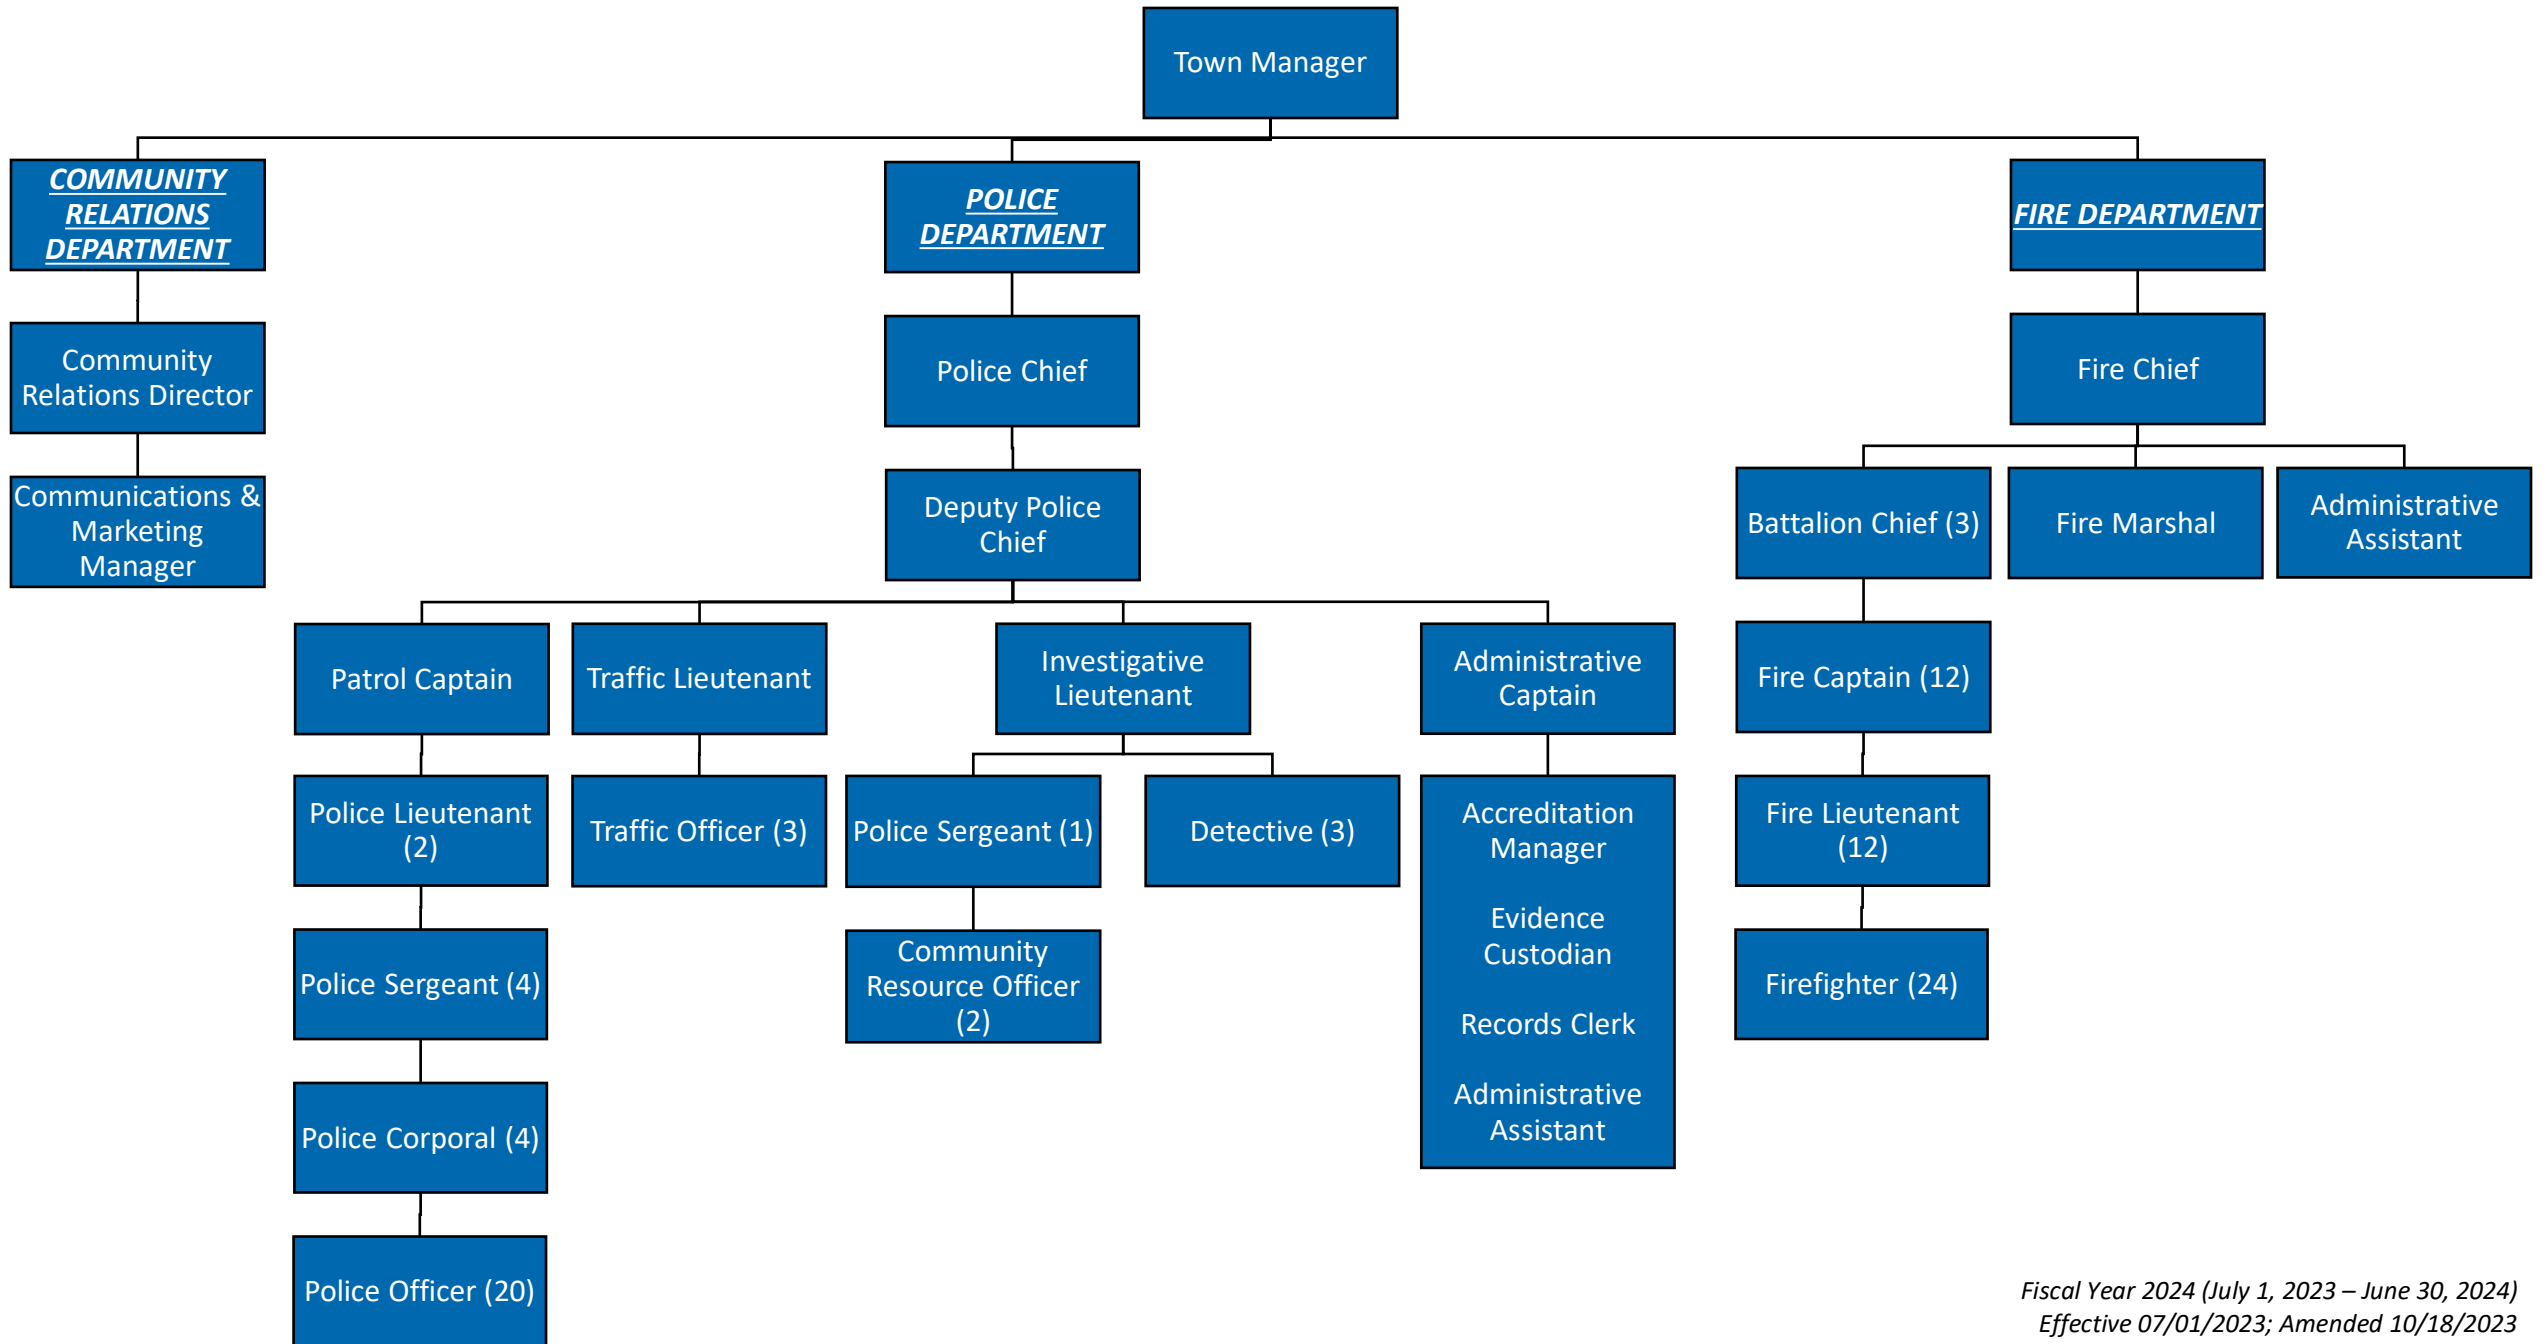 Town Manager
COMMUNITY
RELATIONS
DEPARTMENT
POLICE
DEPARTMENT
FIRE DEPARTMENT
Community
Relations Director
Police Chief
Fire Chief
Communications &
Marketing
Manager
Deputy Police
Chief
Battalion Chief (3)
Fire Marshal
Administrative
Assistant
Patrol Captain
Traffic Lieutenant
Investigative
Lieutenant
Administrative
Captain
Fire Captain (12)
Police Lieutenant
(2)
Traffic Officer (3)
Police Sergeant (1)
Detective (3)
Accreditation
Manager
Evidence
Custodian
Records Clerk
Administrative
Assistant
Fire Lieutenant
(12)
Police Sergeant (4)
Community
Resource Officer
(2)
Firefighter (24)
Police Corporal (4)
Police Officer (20)
Fiscal Year 2024 (July 1, 2023 – June 30, 2024)
Effective 07/01/2023; Amended 10/18/2023